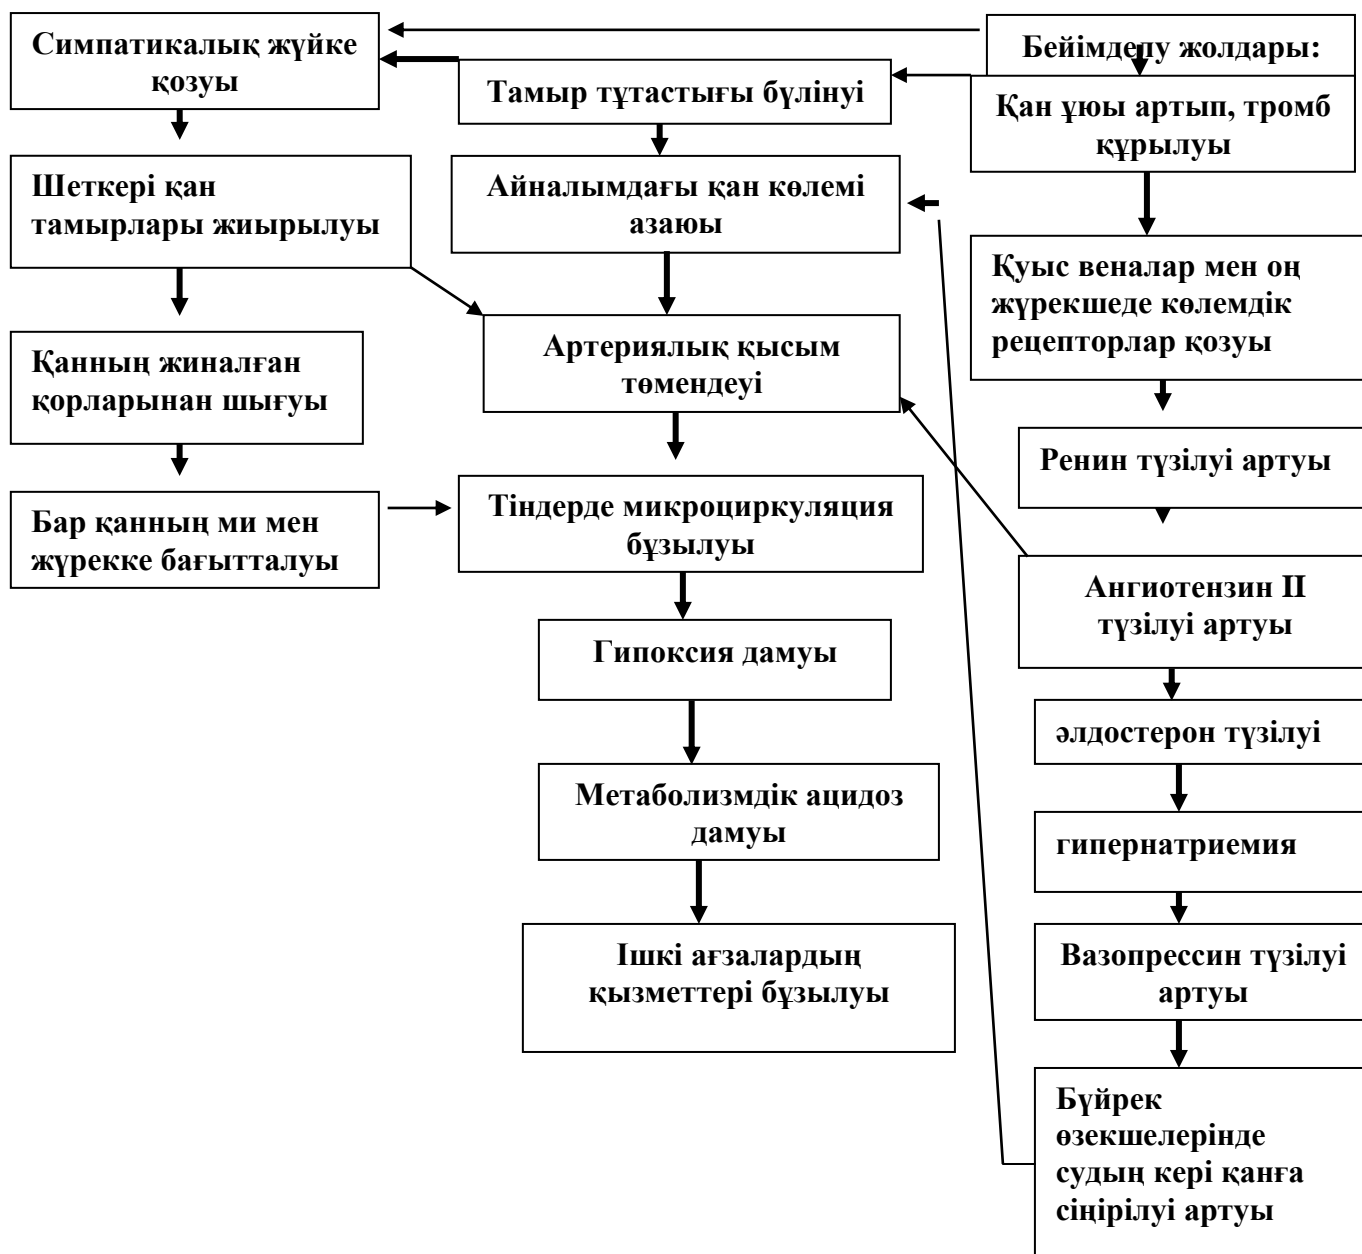 Симпатикалық жүйке
қозуы
Шеткері қан
тамырлары жиырылуы
Қанның жиналған
қорларынан шығуы
Бар қанның ми мен
жүрекке бағытталуы
Тамыр тұтастығы бүлінуі
Айналымдағы қан көлемі
азаюы
Артериялық қысым
төмендеуі
Тіндерде микроциркуляция
бұзылуы
Гипоксия дамуы
Метаболизмдік ацидоз
дамуы
Ішкі ағзалардың
қызметтері бұзылуы
Бейімделу жолдары:
Қан ұюы артып, тромб
құрылуы
Қуыс веналар мен оң
жүрекшеде көлемдік
рецепторлар қозуы
Ренин түзілуі артуы
Ангиотензин II
түзілуі артуы
әлдостерон түзілуі
гипернатриемия
Вазопрессин түзілуі
артуы
Бүйрек
өзекшелерінде
судың кері қанға
сіңірілуі артуы